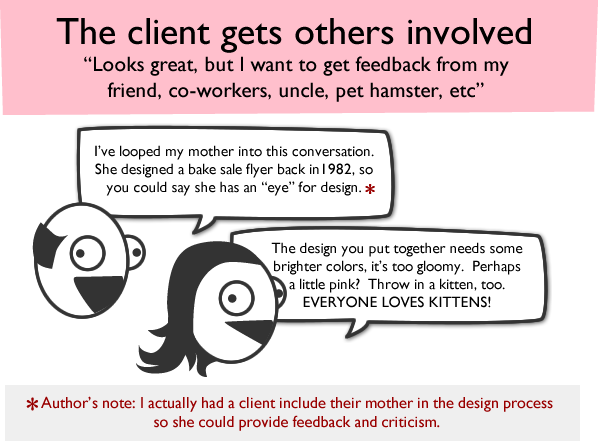 The client gets others involved
“Looks great, but I want to get feedback from my
friend, co-workers, uncle, pet hamster, etc”
I’ve looped my mother into this conversation.
She designed a bake sale flyer back in1982, so
you could say she has an “eye” for design. *
The design you put together needs some
brighter colors, it’s too gloomy. Perhaps
a little pink? Throw in a kitten, too.
EVERYONE LOVES KITTENS!
* Author’s note: I actually had a client include their mother in the design process
so she could provide feedback and criticism.